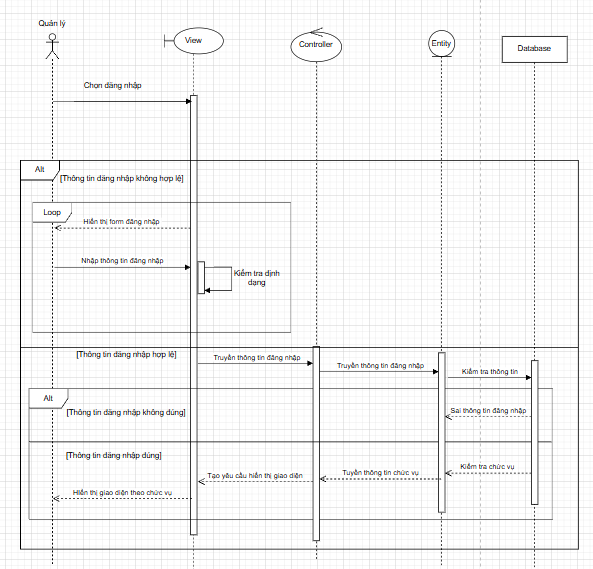 Quản lý
View
Controller
Entity
Database
Chọn đăng nhập
Alt
[Thông tin đăng nhập không hợp lệ]
Loop
Hiển thị form đăng nhập
Nhập thông tin đăng nhập
Kiểm tra định
dạng
[Thông tin đăng nhập hợp lệ]
Truyền thông tin đăng nhập
Truyền thông tin đăng nhập
Kiểm tra thông tin
Alt
[Thông tin đăng nhập không đúng]
Sai thông tin đăng nhập
[Thông tin đăng nhập đúng]
Kiểm tra chức vụ
Tuyền thông tin chức vụ
Tạo yêu cầu hiển thị giao diện
Hiển thị giao diện theo chức vụ